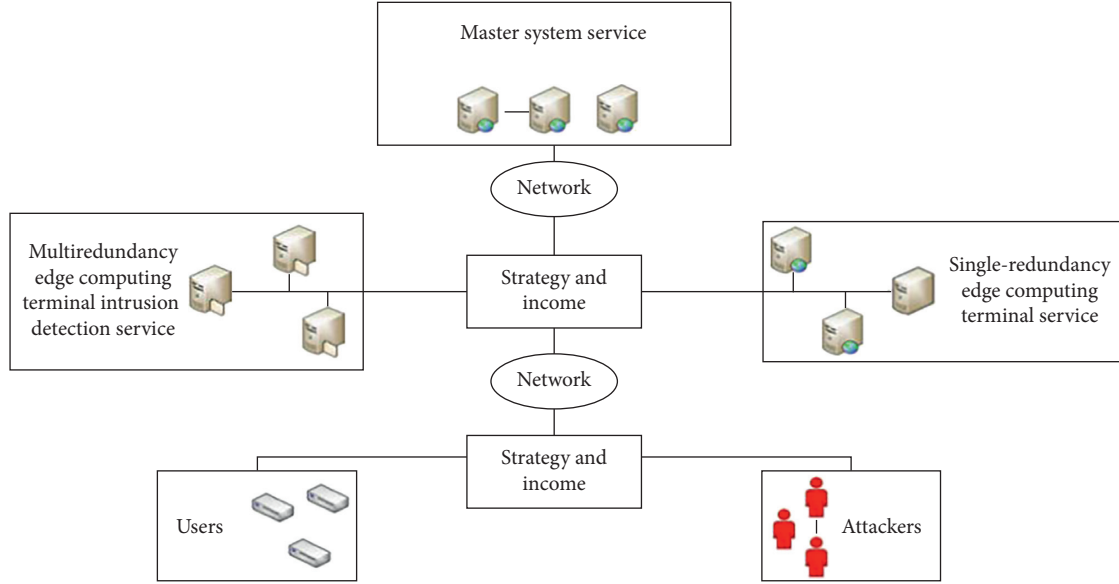 Master system service
Network
Multiredundancy
edge computing
terminal intrusion
detection service
Strategy and
income
Single-redundancy
edge computing
terminal service
Network
Strategy and
income
Users
Attackers